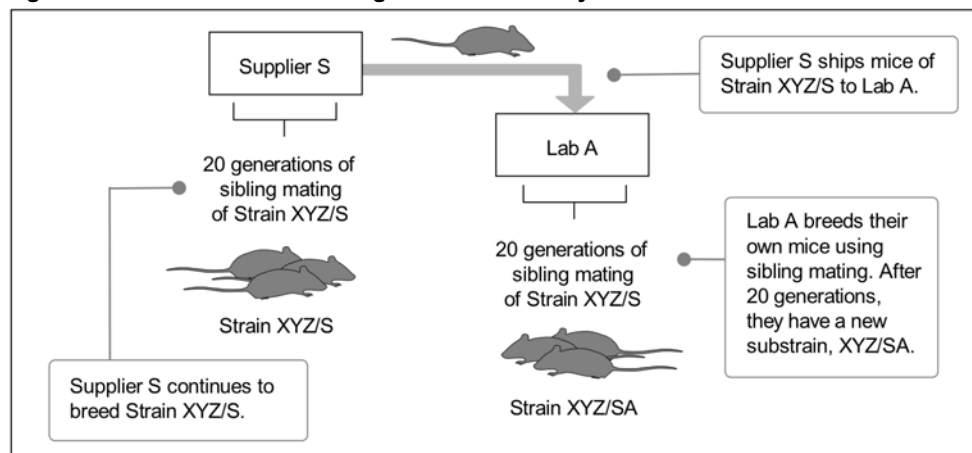 Supplier S
Supplier S ships mice of
Strain XYZ/S to Lab A.
Lab A
20 generations of
sibling mating
of Strain XYZ/S
Strain XYZ/S
20 generations of
sibling mating
of Strain XYZ/S
Lab A breeds their
own mice using
sibling mating. After
20 generations,
they have a new
substrain, XYZ/SA.
Strain XYZ/SA
Supplier S continues to
breed Strain XYZ/S.